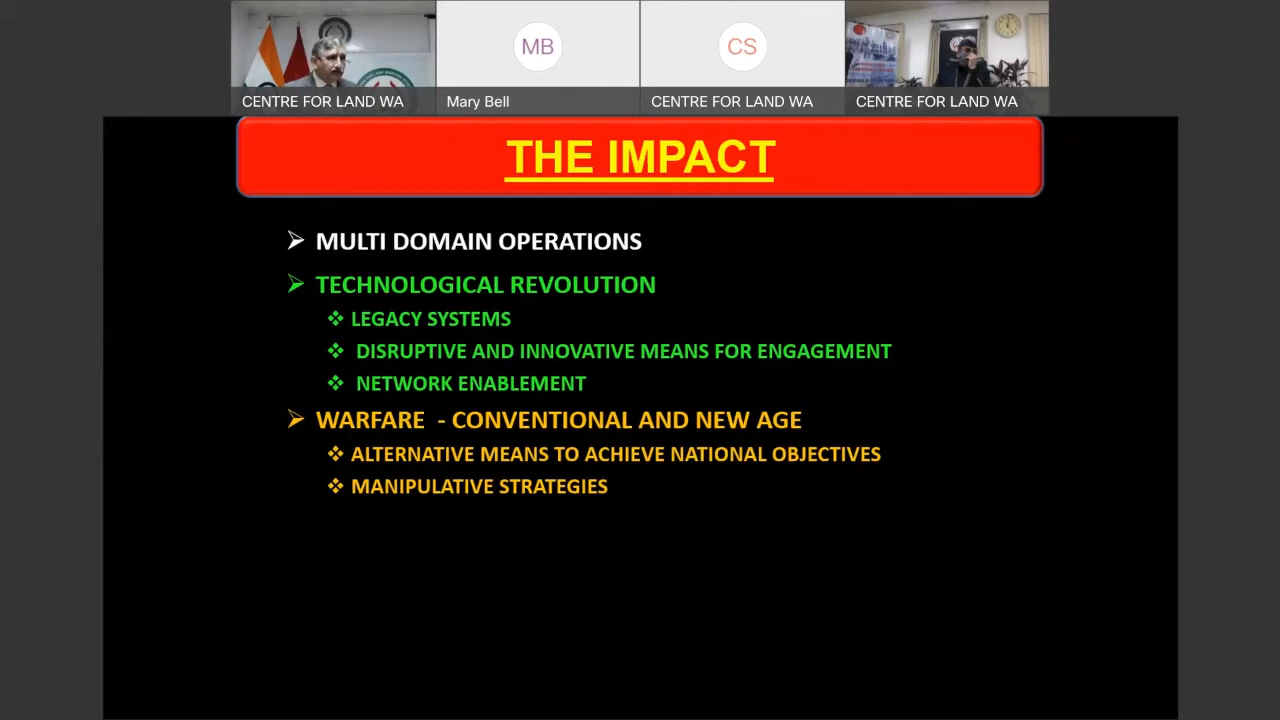 MB
CS
CENTRE FOR LAND WA
Mary Bell
CENTRE FOR LAND WA
CENTRE FOR LAND WA
THE IMPACT
MULTI DOMAIN OPERATIONS
TECHNOLOGICAL REVOLUTION
LEGACY SYSTEMS
DISRUPTIVE AND INNOVATIVE MEANS FOR ENGAGEMENT
NETWORK ENABLEMENT
WARFARE - CONVENTIONAL AND NEW AGE
ALTERNATIVE MEANS TO ACHIEVE NATIONAL OBJECTIVES
MANIPULATIVE STRATEGIES